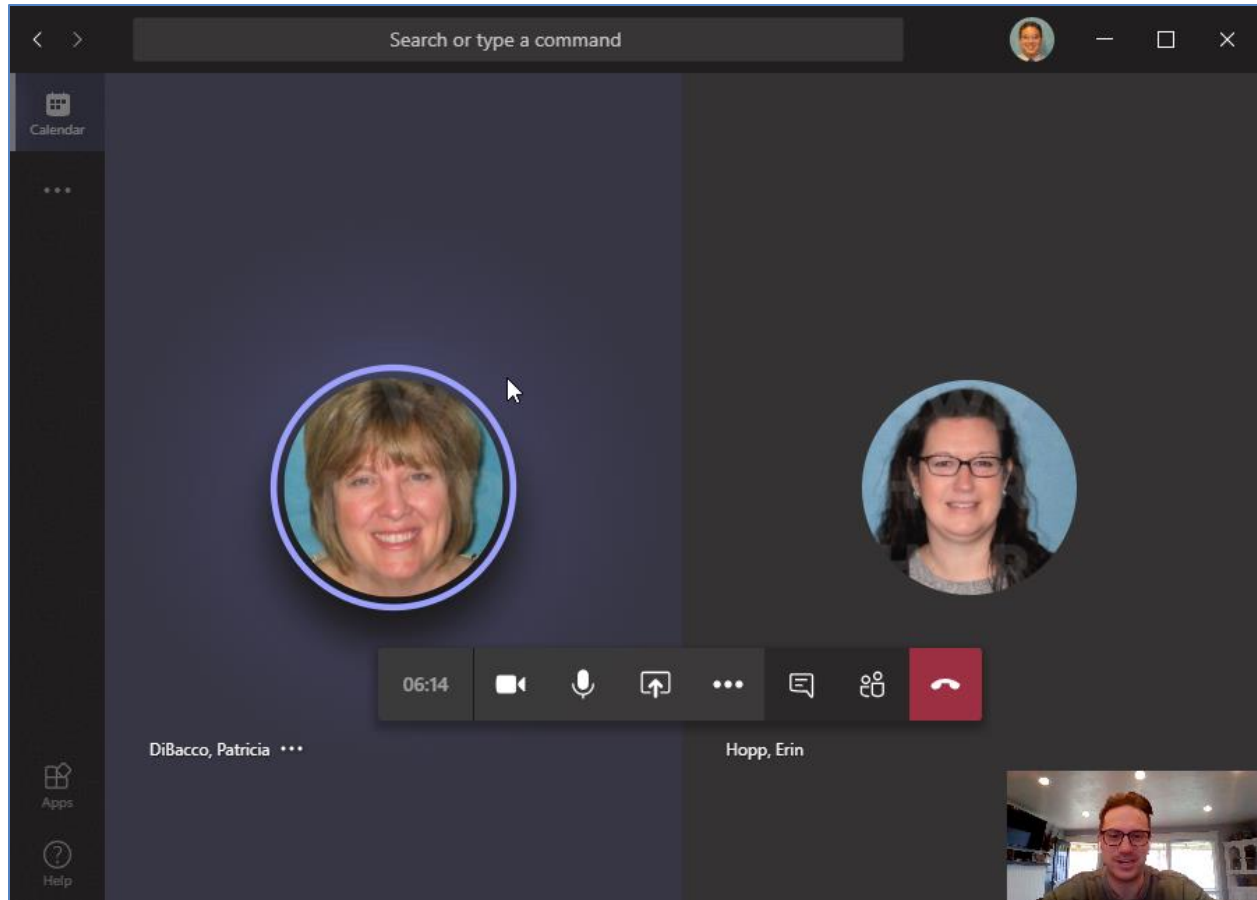 Search or type a command
Calendar
06:14
DiBacco, Patricia
Hopp, Erin
Apps
Help